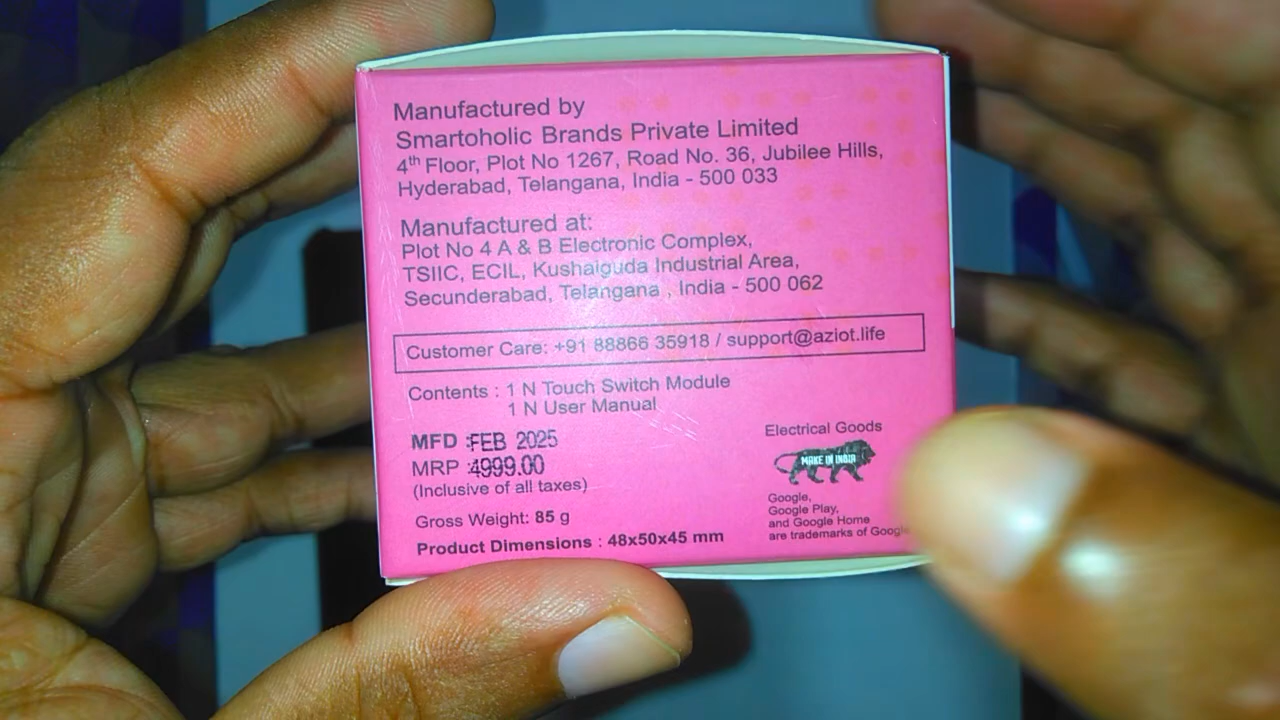 Manufactured by
Smartoholic Brands Private Limited
4th Floor, Plot No 1267, Road No. 36, Jubilee Hills,
Hyderabad, Telangana, India - 500 033
Manufactured at:
Plot No 4 A & B Electronic Complex,
TSIIC, ECIL, Kushaiguda Industrial Area,
Secunderabad, Telangana , India - 500 062
Customer Care: +91 88866 35918 / support@aziot.life
Contents : 1 N Touch Switch Module
1 N User Manual
MFD :FEB 2025
MRP :4999.00
(Inclusive of all taxes)
Gross Weight: 85 g
Product Dimensions : 48x50x45 mm
Electrical Goods
MAKE IN INDIA
Google,
Google Play,
and Google Home
are trademarks of Google